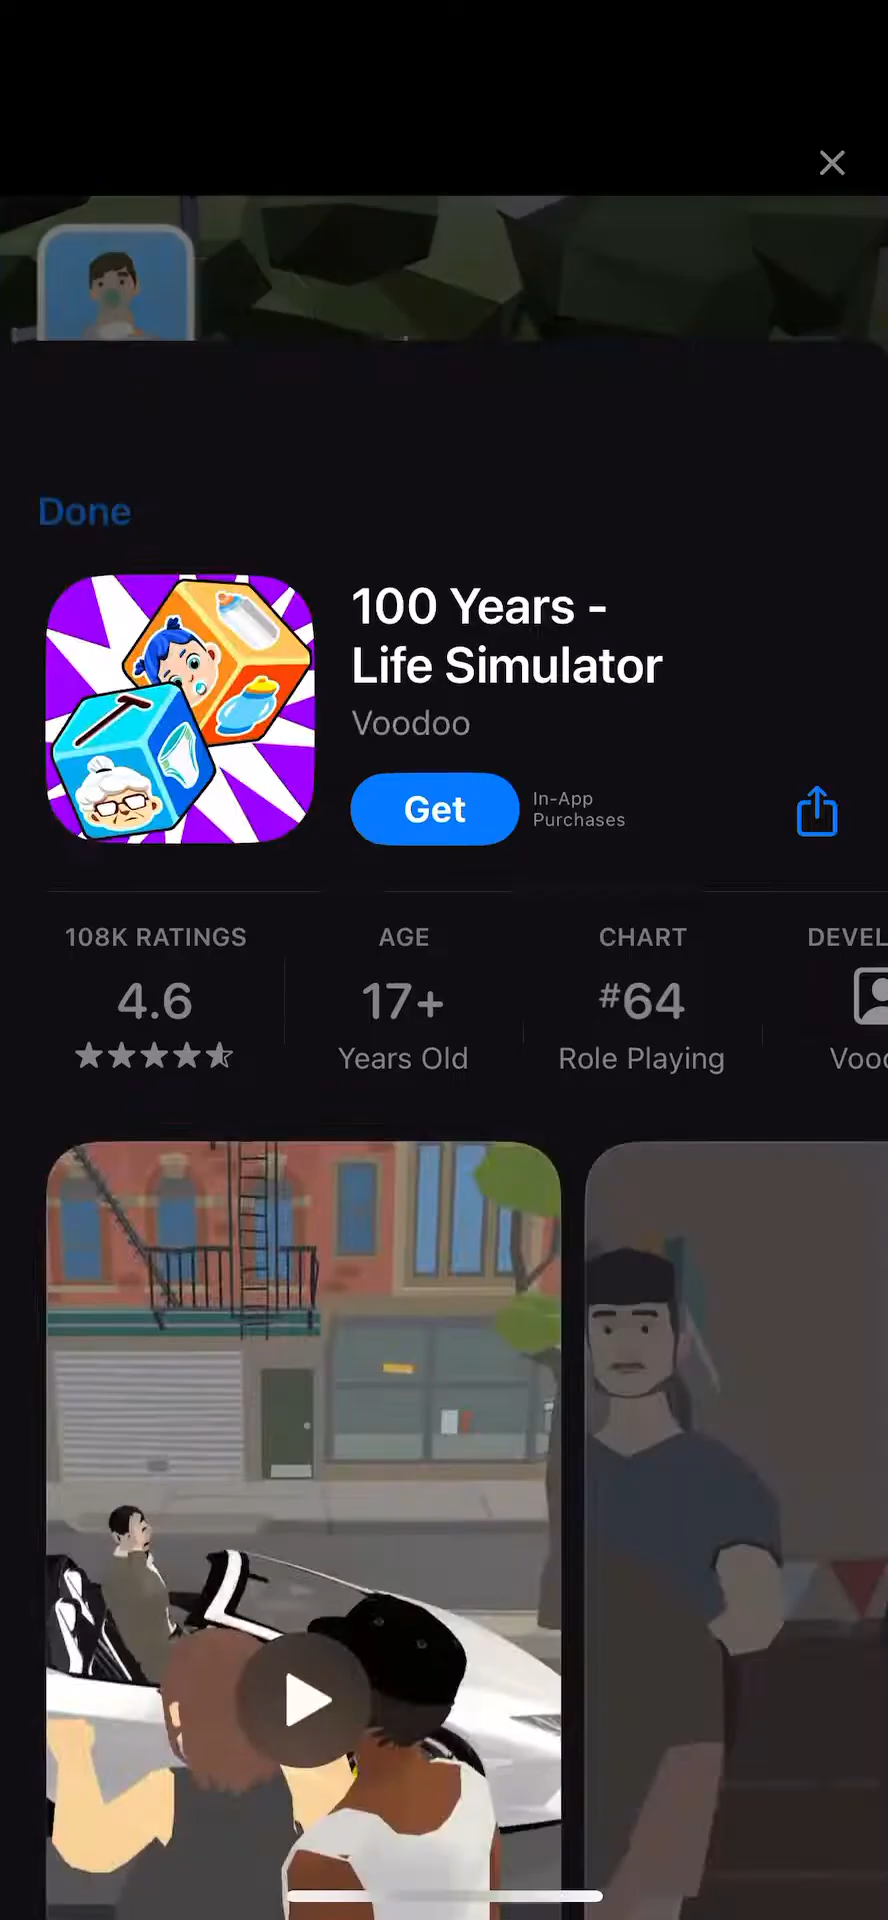 Done
100 Years -
Life Simulator
Voodoo
Get
In-App
Purchases
108K RATINGS
4.6
AGE
17+
Years Old
CHART
#64
Role Playing
DEVEL
Vooc